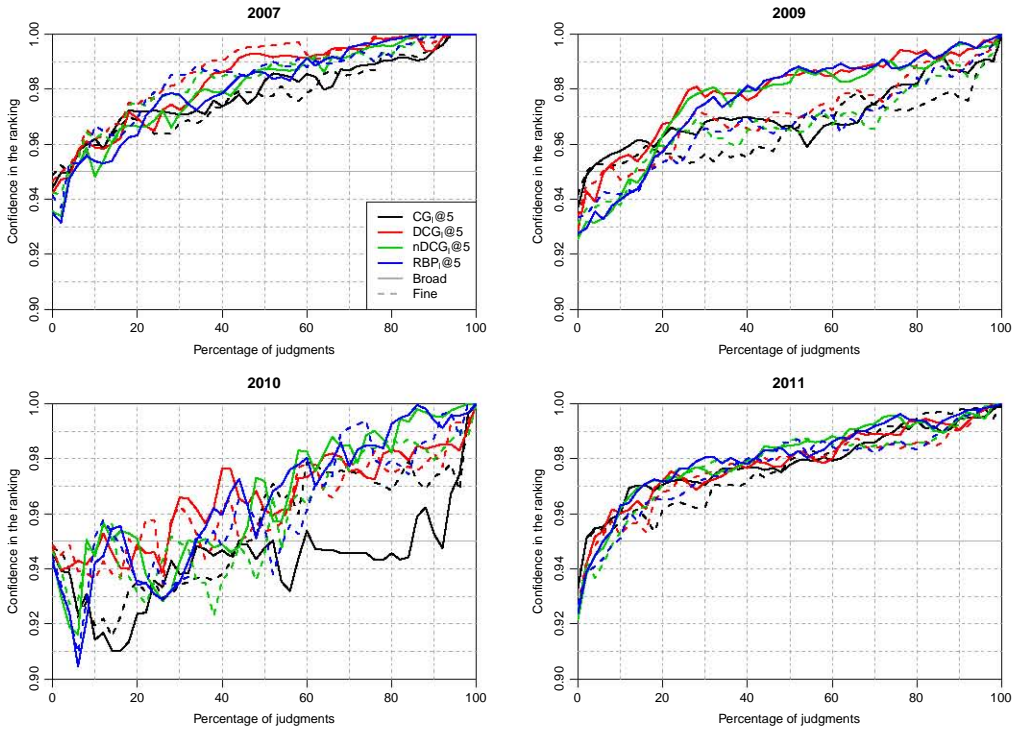 2007
Confidence in the ranking
1.00
0.98
0.96
0.94
0.92
0.90
CGₗ@5
DCGₗ@5
nDCGₗ@5
RBPₗ@5
Broad
Fine
0 20 40 60 80 100
Percentage of judgments
2009
Confidence in the ranking
1.00
0.98
0.96
0.94
0.92
0.90
0 20 40 60 80 100
Percentage of judgments
2010
Confidence in the ranking
1.00
0.98
0.96
0.94
0.92
0.90
0 20 40 60 80 100
Percentage of judgments
2011
Confidence in the ranking
1.00
0.98
0.96
0.94
0.92
0.90
0 20 40 60 80 100
Percentage of judgments